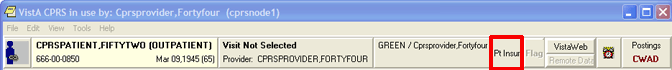 VistA CPRS in use by: Cprsprovider,Fortyfour (cprsnode1)
File Edit View Tools Help
CPRSPATIENT,FIFTYTWO (OUTPATIENT) Visit Not Selected GREEN / Cprsprovider,Fortyfour Pt Insur Flag VistaWeb Postings
666-00-0850 Mar 09,1945 (65) Provider: CPRSPROVIDER,FORTYFOUR Remote Data CWAD